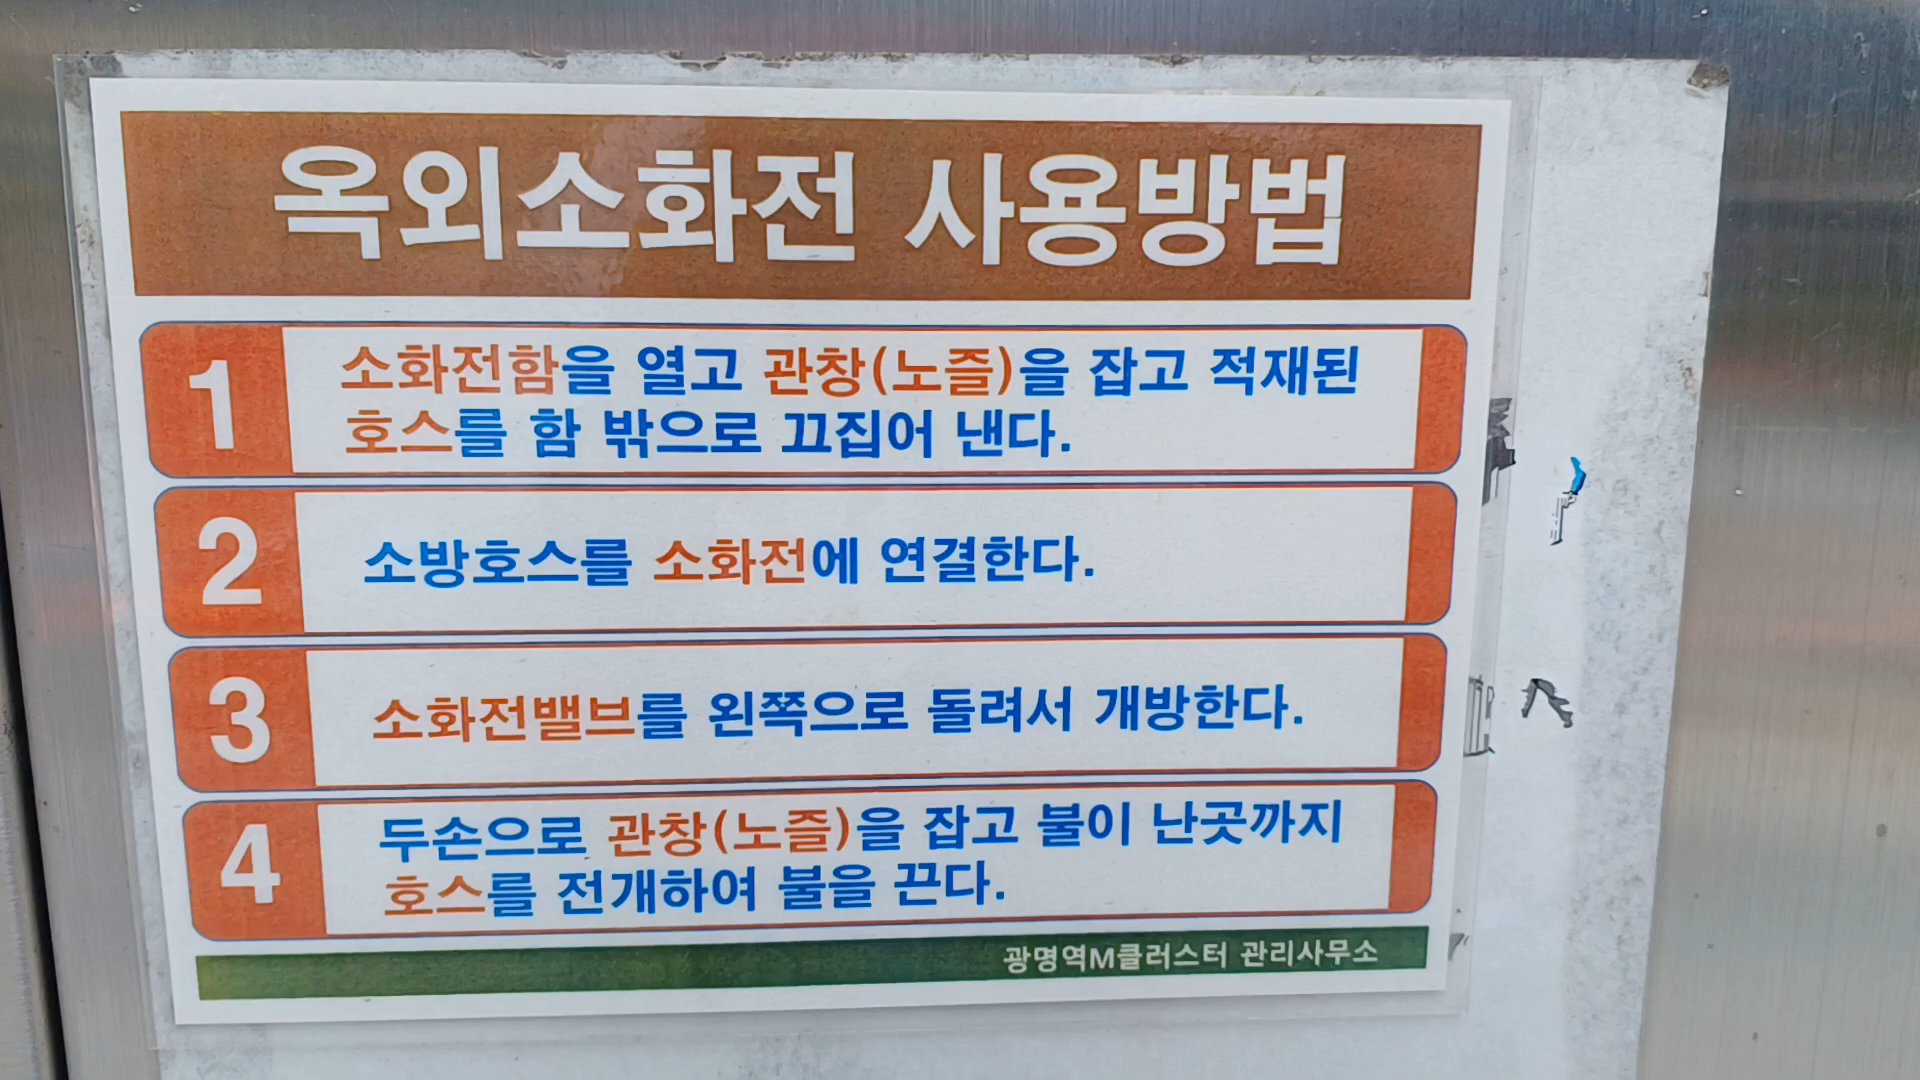 옥외소화전 사용방법
1
소화전함을 열고 관창(노즐)을 잡고 적재된
호스를 함 밖으로 끄집어 낸다.
2
소방호스를 소화전에 연결한다.
3
소화전밸브를 왼쪽으로 돌려서 개방한다.
4
두손으로 관창(노즐)을 잡고 불이 난곳까지
호스를 전개하여 불을 끈다.
광명역M클러스터 관리사무소